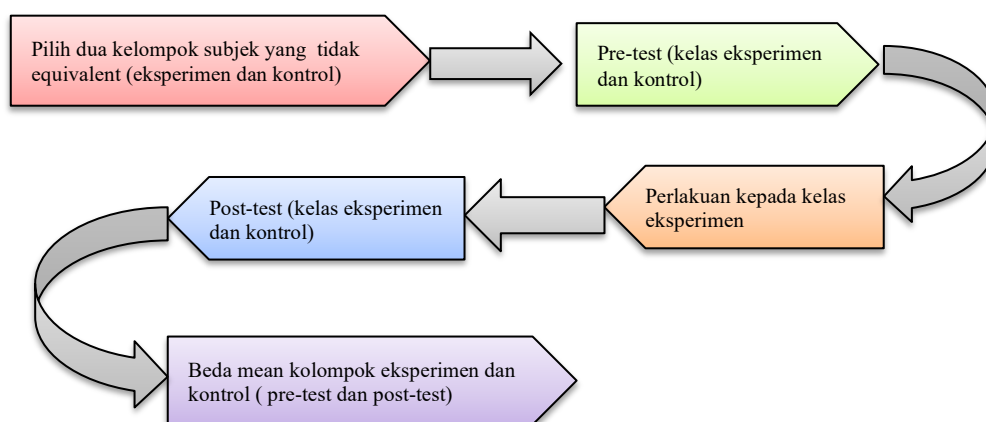 Pilih dua kelompok subjek yang tidak
equivalent (eksperimen dan kontrol)
Pre-test (kelas eksperimen
dan kontrol)
Perlakuan kepada kelas
eksperimen
Post-test (kelas eksperimen
dan kontrol)
Beda mean kolompok eksperimen dan
kontrol ( pre-test dan post-test)